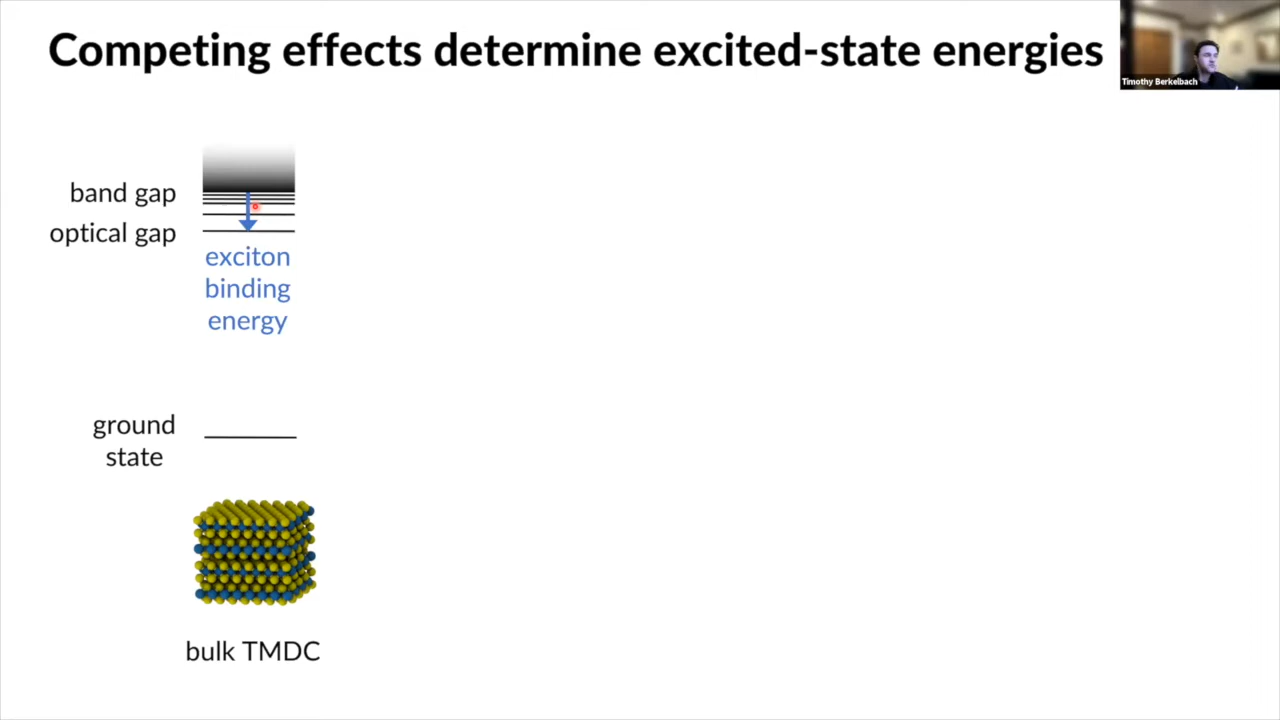 Competing effects determine excited-state energies
Timothy Berkelbach
band gap
optical gap
exciton
binding
energy
ground
state
bulk TMDC